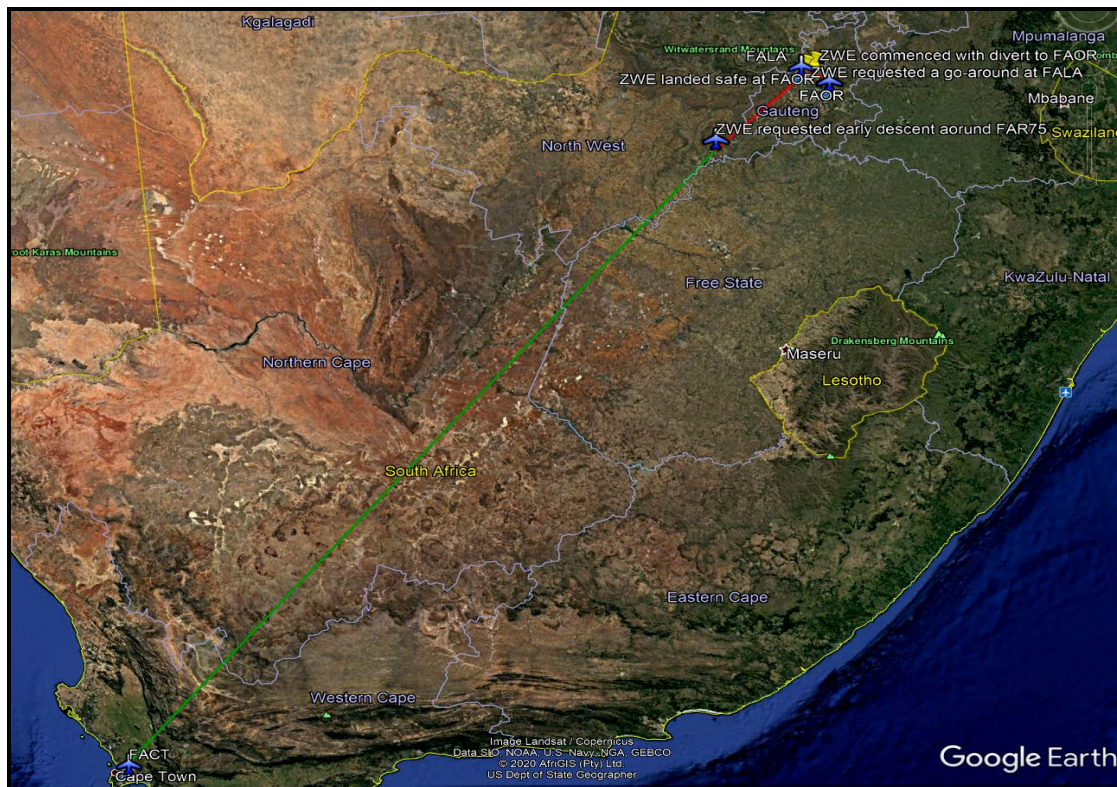 Kgalagadi
Mpumalanga
Witwatersrand Mountains
FALA
ZWE commenced with divert to FAOR
ZWE landed safe at FAOR
ZWE requested a go-around at FALA
FAOR
Mbabane
Gauteng
ZWE requested early descent aorund FAR75
Swazilan
North West
oot Karas Mountains
Free State
KwaZulu-Natal
Drakensberg Mountains
Maseru
Northern Cape
Lesotho
South Africa
Eastern Cape
Western Cape
Image Landsat / Copernicus
Data SIO, NOAA, U.S. Navy, NGA, GEBCO
© 2020 AfriGIS (Pty) Ltd.
US Dept of State Geographer
Google Earth
FACT
Cape Town